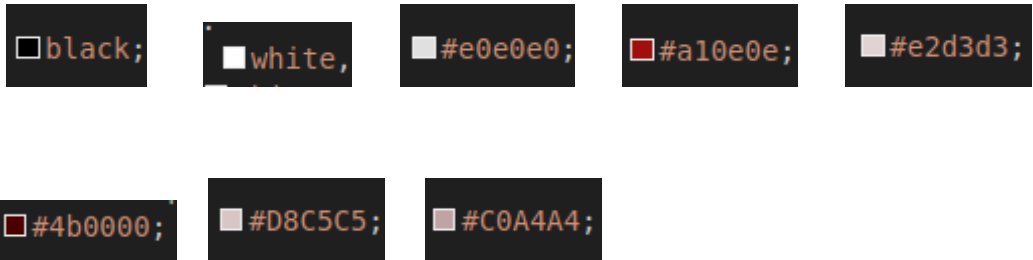 black;
white,
#e0e0e0;
#a10e0e;
#e2d3d3;
#4b0000;
#D8C5C5;
#C0A4A4;